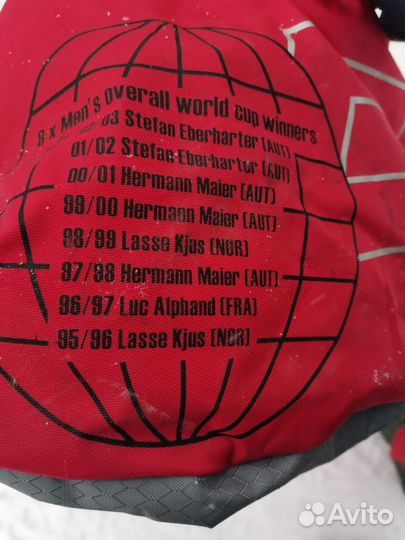 8 x Men's overall world cup winners
02/03 Stefan Eberharter (AUT)
01/02 Stefan Eberharter (AUT)
00/01 Hermann Maier (AUT)
99/00 Hermann Maier (AUT)
98/99 Lasse Kjus (NOR)
97/98 Hermann Maier (AUT)
96/97 Luc Alphand (FRA)
95/96 Lasse Kjus (NOR)
Avito